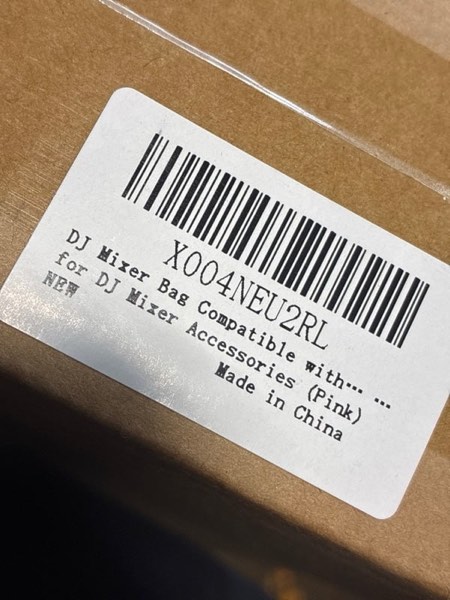 X004NEU2RL
DJ Mixer Bag Compatible with⋯ ⋯
for DJ Mixer Accessories (Pink)
NEW
Made in China